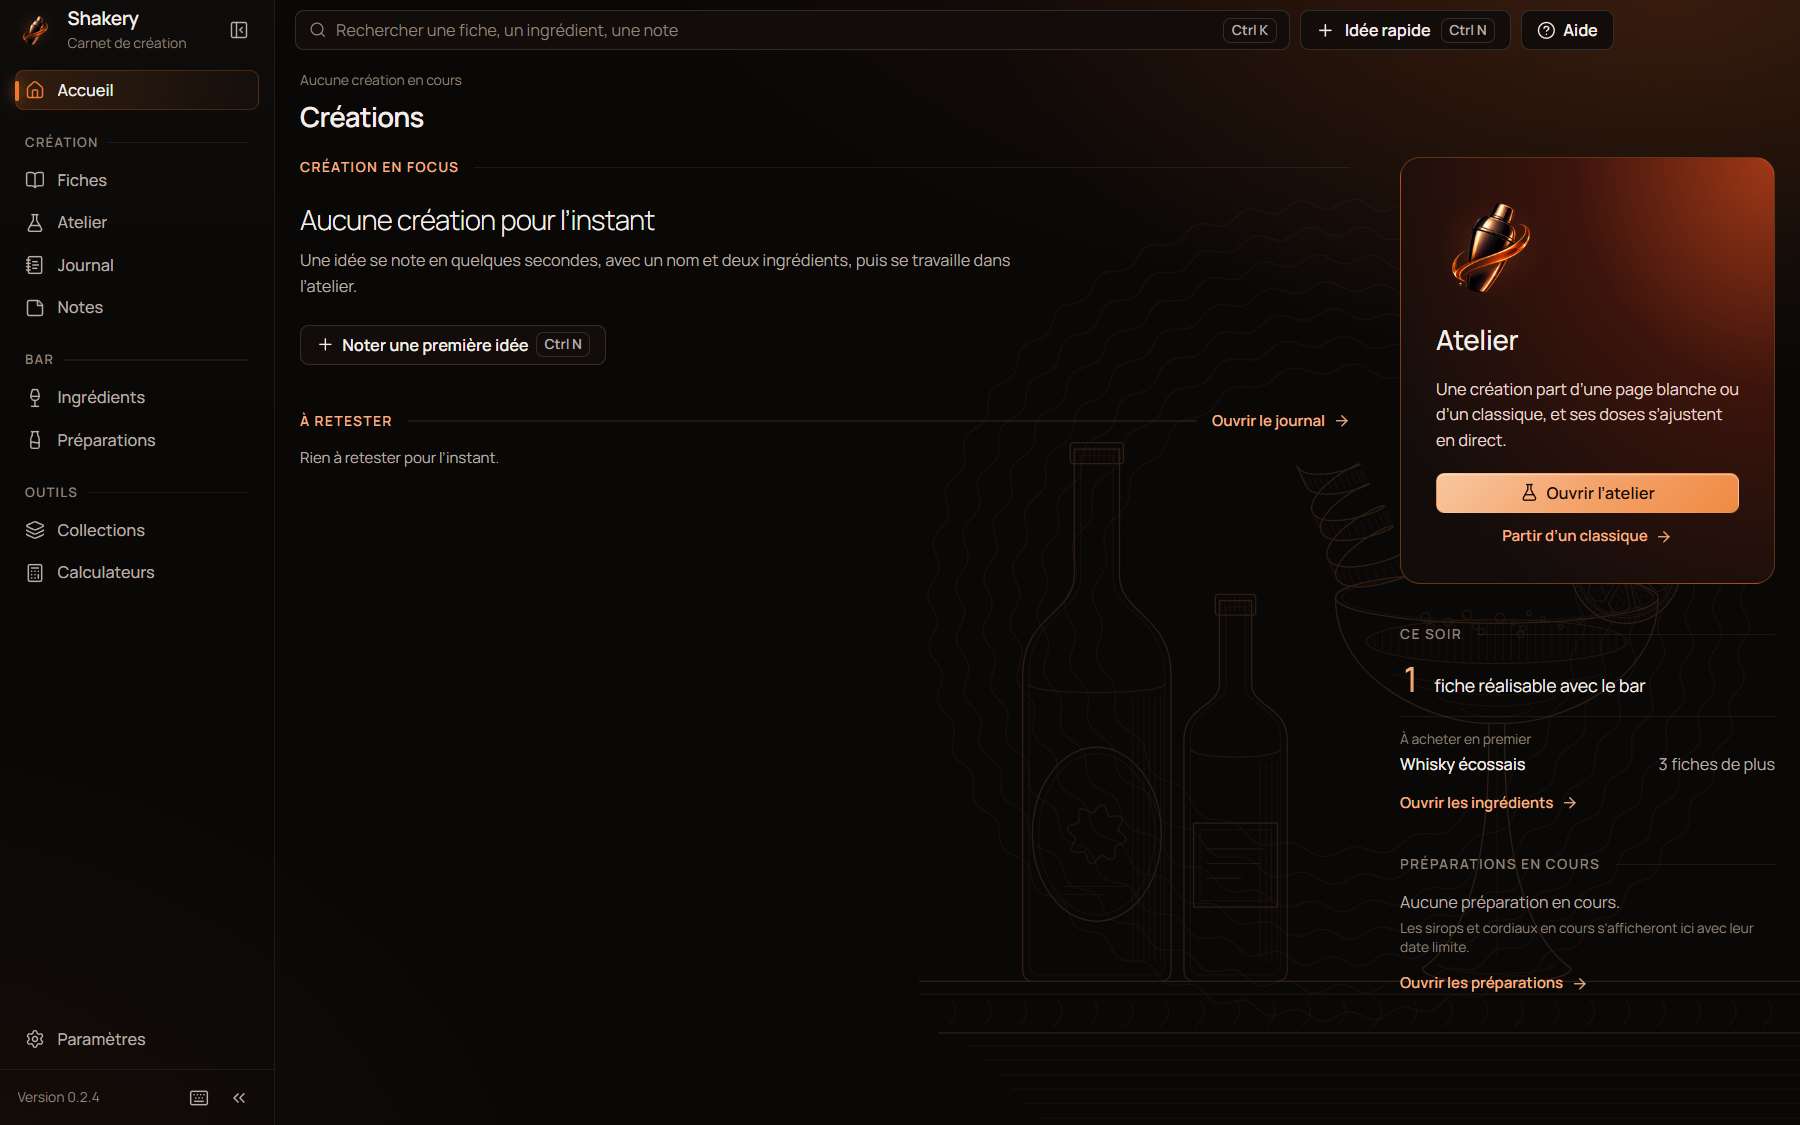 Shakery
Carnet de création
Accueil
CRÉATION
Fiches
Atelier
Journal
Notes
BAR
Ingrédients
Préparations
OUTILS
Collections
Calculateurs
Paramètres
Version 0.2.4
Rechercher une fiche, un ingrédient, une note
Ctrl K
Idée rapide
Ctrl N
Aide
Aucune création en cours
Créations
CRÉATION EN FOCUS
Aucune création pour l'instant
Une idée se note en quelques secondes, avec un nom et deux ingrédients, puis se travaille dans
l'atelier.
Noter une première idée
Ctrl N
À RETESTER
Ouvrir le journal
Rien à retester pour l'instant.
Atelier
Une création part d'une page blanche ou
d'un classique, et ses doses s'ajustent
en direct.
Ouvrir l'atelier
Partir d'un classique
CE SOIR
1 fiche réalisable avec le bar
À acheter en premier
Whisky écossais
3 fiches de plus
Ouvrir les ingrédients
PRÉPARATIONS EN COURS
Aucune préparation en cours.
Les sirops et cordiaux en cours s'afficheront ici avec leur
date limite.
Ouvrir les préparations